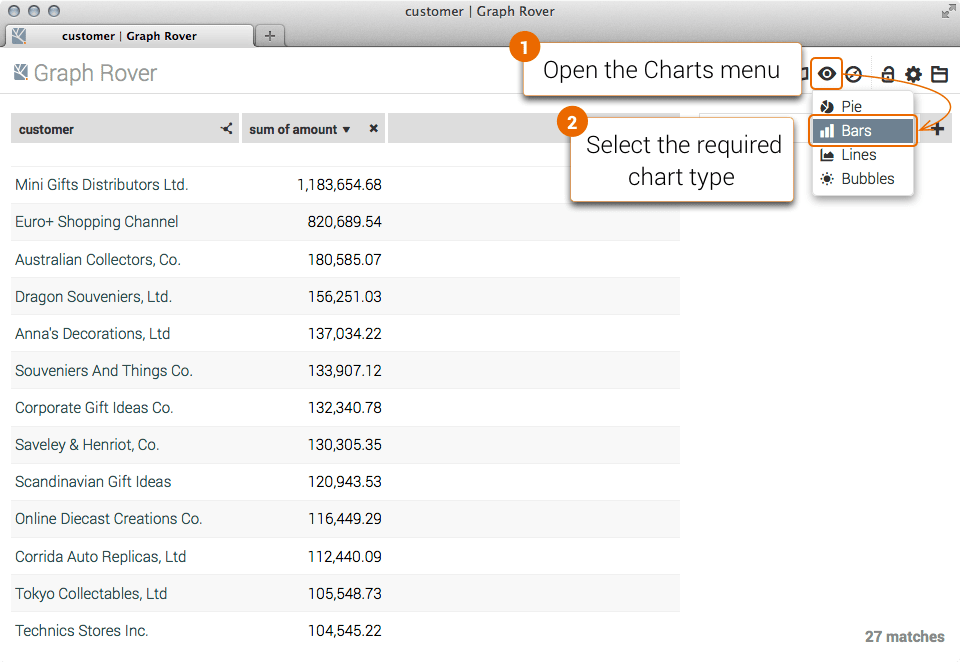 customer | Graph Rover
customer | Graph Rover
Graph Rover
1
Open the Charts menu
2
Select the required
chart type
Pie
Bars
Lines
Bubbles
customer
sum of amount
Mini Gifts Distributors Ltd. 1,183,654.68
Euro+ Shopping Channel 820,689.54
Australian Collectors, Co. 180,585.07
Dragon Souveniers, Ltd. 156,251.03
Anna's Decorations, Ltd 137,034.22
Souveniers And Things Co. 133,907.12
Corporate Gift Ideas Co. 132,340.78
Saveley & Henriot, Co. 130,305.35
Scandinavian Gift Ideas 120,943.53
Online Diecast Creations Co. 116,449.29
Corrida Auto Replicas, Ltd 112,440.09
Tokyo Collectables, Ltd 105,548.73
Technics Stores Inc. 104,545.22
27 matches